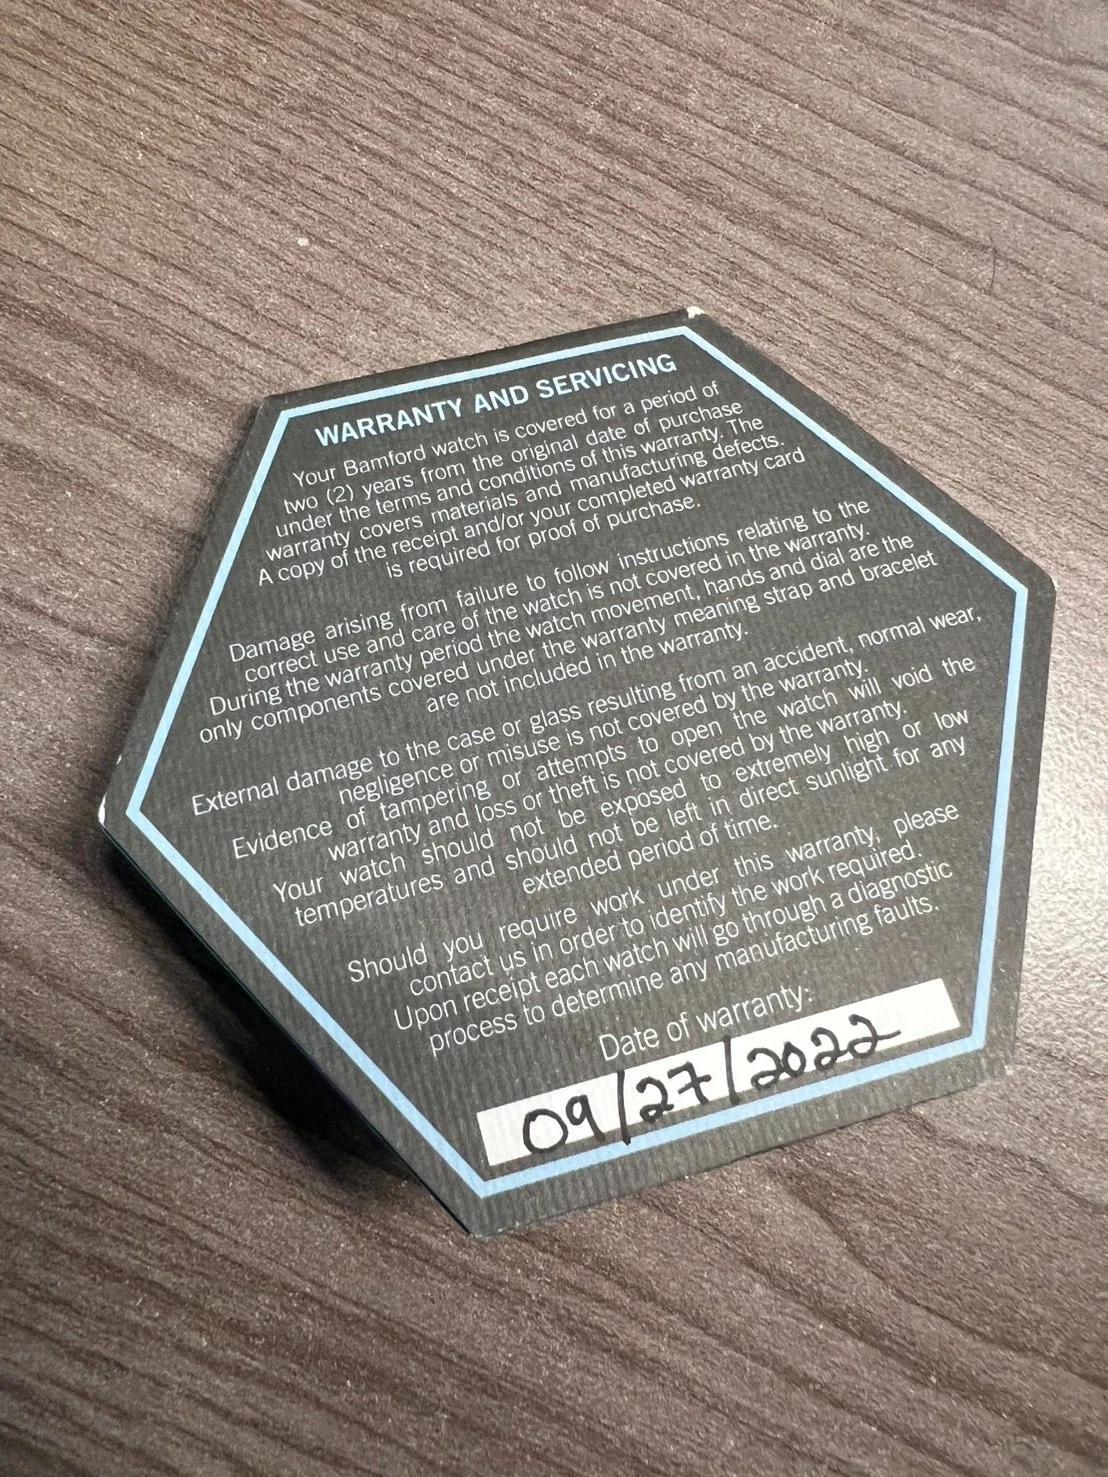 WARRANTY AND SERVICING
Your Bamford watch is covered for a period of
two (2) years from the original date of purchase
under the terms and conditions of this warranty. The
warranty covers materials and manufacturing defects.
A copy of the receipt and/or your completed warranty card
is required for proof of purchase.
Damage arising from failure to follow instructions relating to the
correct use and care of the watch is not covered in the warranty.
During the warranty period the watch movement, hands and dial are the
only components covered under the warranty meaning strap and bracelet
are not included in the warranty.
External damage to the case or glass resulting from an accident, normal wear,
negligence or misuse is not covered by the warranty.
Evidence of tampering or attempts to open the watch will void the
warranty and loss or theft is not covered by the warranty.
Your watch should not be exposed to extremely high or low
temperatures and should not be left in direct sunlight for any
extended period of time.
Should you require work under this warranty, please
contact us in order to identify the work required.
Upon receipt each watch will go through a diagnostic
process to determine any manufacturing faults.
Date of warranty:
09/27/2022